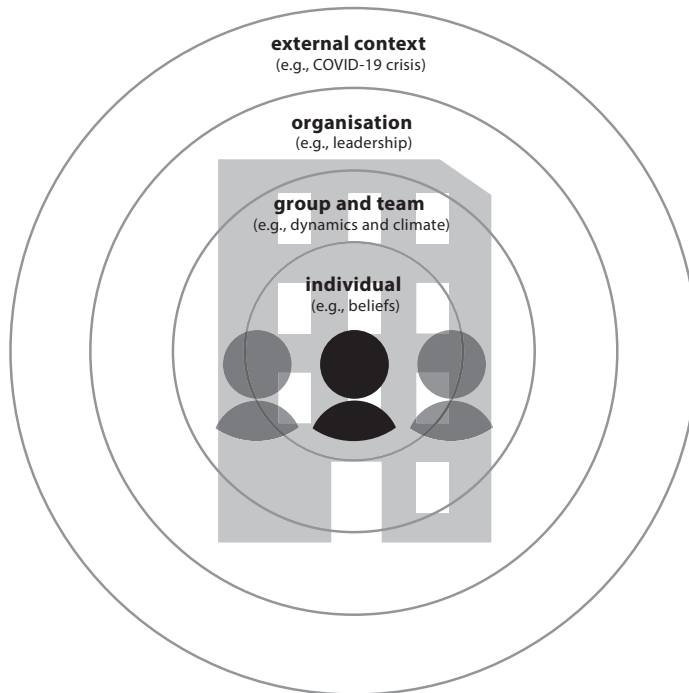 external context
(e.g., COVID-19 crisis)
organisation
(e.g., leadership)
group and team
(e.g., dynamics and climate)
individual
(e.g., beliefs)